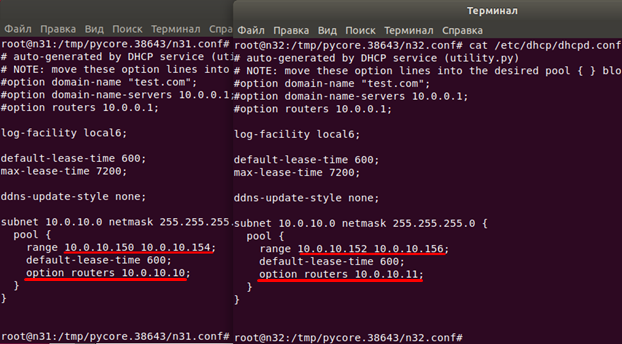 Терминал
Файл Правка Вид Поиск Терминал Справка
root@n31:/tmp/pycore.38643/n31.conf#
# auto-generated by DHCP service (uti
# NOTE: move these option lines into
#option domain-name "test.com";
#option domain-name-servers 10.0.0.1;
#option routers 10.0.0.1;
log-facility local6;
default-lease-time 600;
max-lease-time 7200;
ddns-update-style none;
subnet 10.0.10.0 netmask 255.255.255.
pool {
range 10.0.10.150 10.0.10.154;
default-lease-time 600;
option routers 10.0.10.10;
}
}
root@n31:/tmp/pycore.38643/n31.conf#
Файл Правка Вид Поиск Терминал Справка
root@n32:/tmp/pycore.38643/n32.conf# cat /etc/dhcp/dhcpd.conf
# auto-generated by DHCP service (utility.py)
# NOTE: move these option lines into the desired pool { } blo
#option domain-name "test.com";
#option domain-name-servers 10.0.0.1;
#option routers 10.0.0.1;
log-facility local6;
default-lease-time 600;
max-lease-time 7200;
ddns-update-style none;
subnet 10.0.10.0 netmask 255.255.255.0 {
pool {
range 10.0.10.152 10.0.10.156;
default-lease-time 600;
option routers 10.0.10.11;
}
}
root@n32:/tmp/pycore.38643/n32.conf#